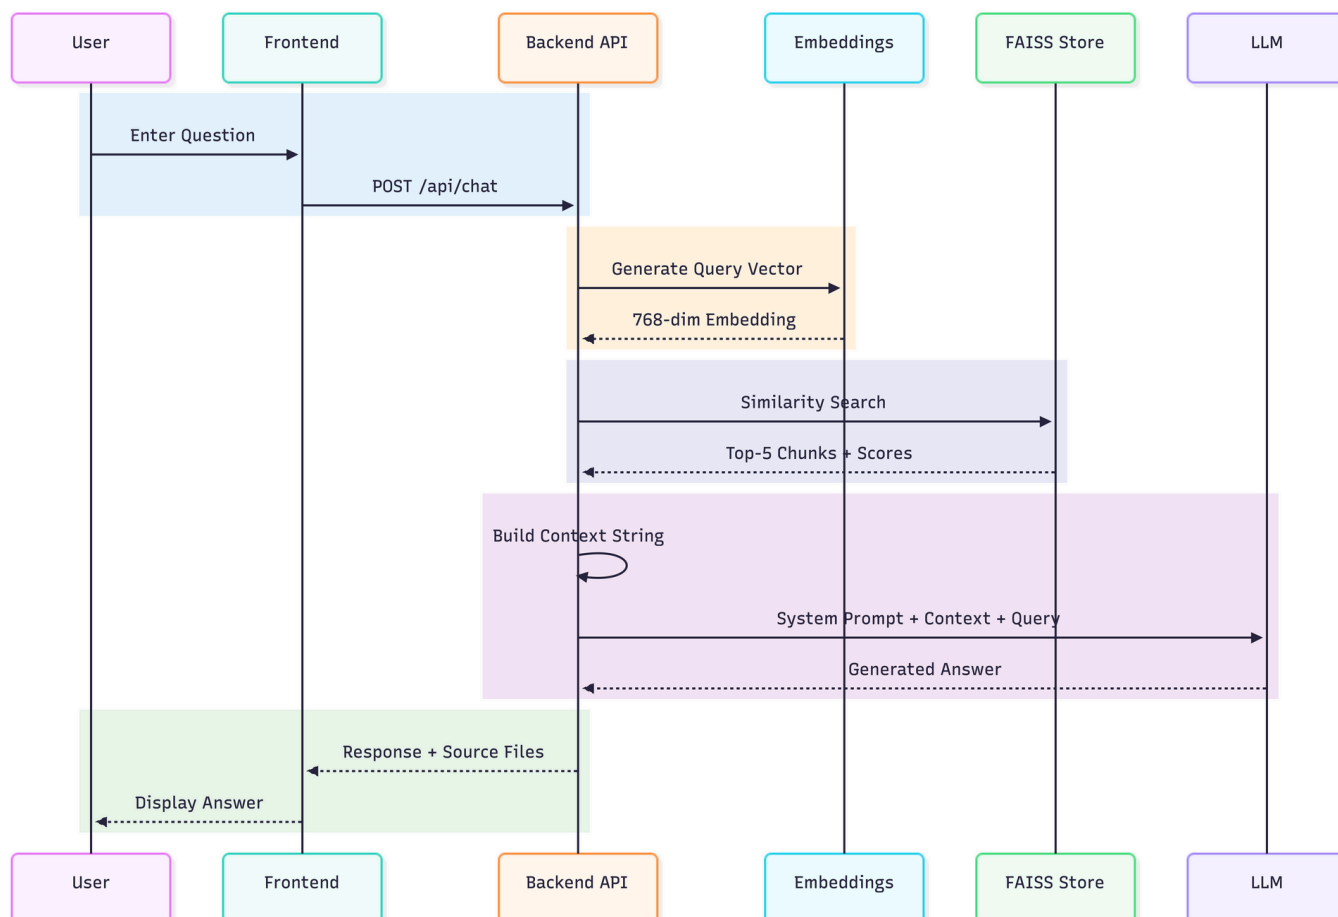 User
Frontend
Backend API
Embeddings
FAISS Store
LLM
Enter Question
POST /api/chat
Generate Query Vector
768-dim Embedding
Similarity Search
Top-5 Chunks + Scores
Build Context String
System Prompt + Context + Query
Generated Answer
Response + Source Files
Display Answer
User
Frontend
Backend API
Embeddings
FAISS Store
LLM